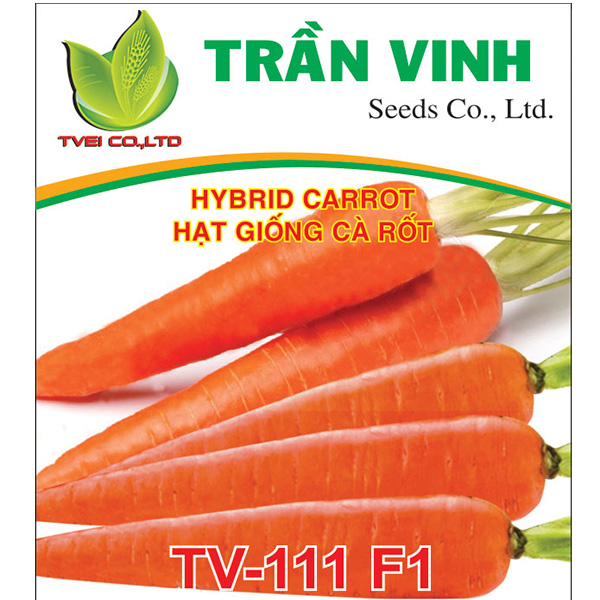 TRẦN VINH
Seeds Co., Ltd.
TVEI CO.,LTD
HYBRID CARROT
HẠT GIỐNG CÀ RỐT
TV-111 F1